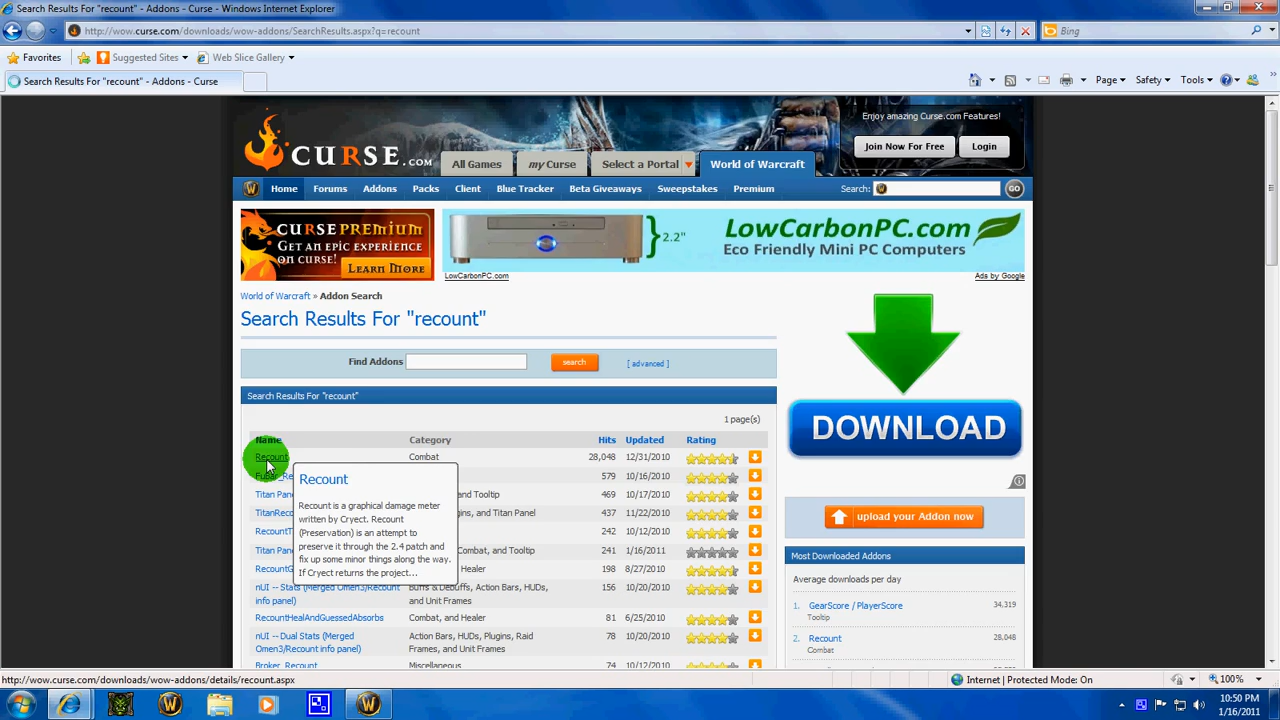 Search Results For "recount" - Addons - Curse - Windows Internet Explorer
http://wow.curse.com/downloads/wow-addons/SearchResults.aspx?q=recount
Bing
Favorites Suggested Sites Web Slice Gallery
Search Results For "recount" - Addons - Curse
Page Safety Tools
CURSE.COM
Enjoy amazing Curse.com Features!
Join Now For Free Login
All Games my Curse Select a Portal World of Warcraft
Home Forums Addons Packs Client Blue Tracker Beta Giveaways Sweepstakes Premium Search: GO
CURSE PREMIUM
GET AN EPIC EXPERIENCE
ON CURSE! LEARN MORE
2.2"
LowCarbonPC.com
Eco Friendly Mini PC Computers
LowCarbonPC.com Ads by Google
World of Warcraft » Addon Search
Search Results For "recount"
Find Addons search [ advanced ]
Search Results For "recount"
1 page(s)
Name Category Hits Updated Rating
Recount Combat 28,048 12/31/2010
FuBar_Re 579 10/16/2010
Titan Pane and Tooltip 469 10/17/2010
TitanReco ugins, and Titan Panel 437 11/22/2010
RecountT 242 10/12/2010
Titan Pan Combat, and Tooltip 241 1/16/2011
RecountG Healer 198 8/27/2010
nUI -- Stats (Merged Omen3/Recount
info panel) Buffs & Debuffs, Action Bars, HUDs,
and Unit Frames 156 10/20/2010
RecountHealAndGuessedAbsorbs Combat, and Healer 81 6/25/2010
nUI -- Dual Stats (Merged
Omen3/Recount info panel) Action Bars, HUDs, Plugins, Raid
Frames, and Unit Frames 78 10/20/2010
Broker_Recount Miscellaneous 74 10/12/2010
Recount
Recount is a graphical damage meter
written by Cryect. Recount
(Preservation) is an attempt to
preserve it through the 2.4 patch and
fix up some minor things along the way.
If Cryect returns the project...
DOWNLOAD
upload your Addon now
Most Downloaded Addons
Average downloads per day
1. GearScore / PlayerScore 34,319
Tooltip
2. Recount 28,048
Combat
http://wow.curse.com/downloads/wow-addons/details/recount.aspx
Internet | Protected Mode: On 100%
10:50 PM
1/16/2011